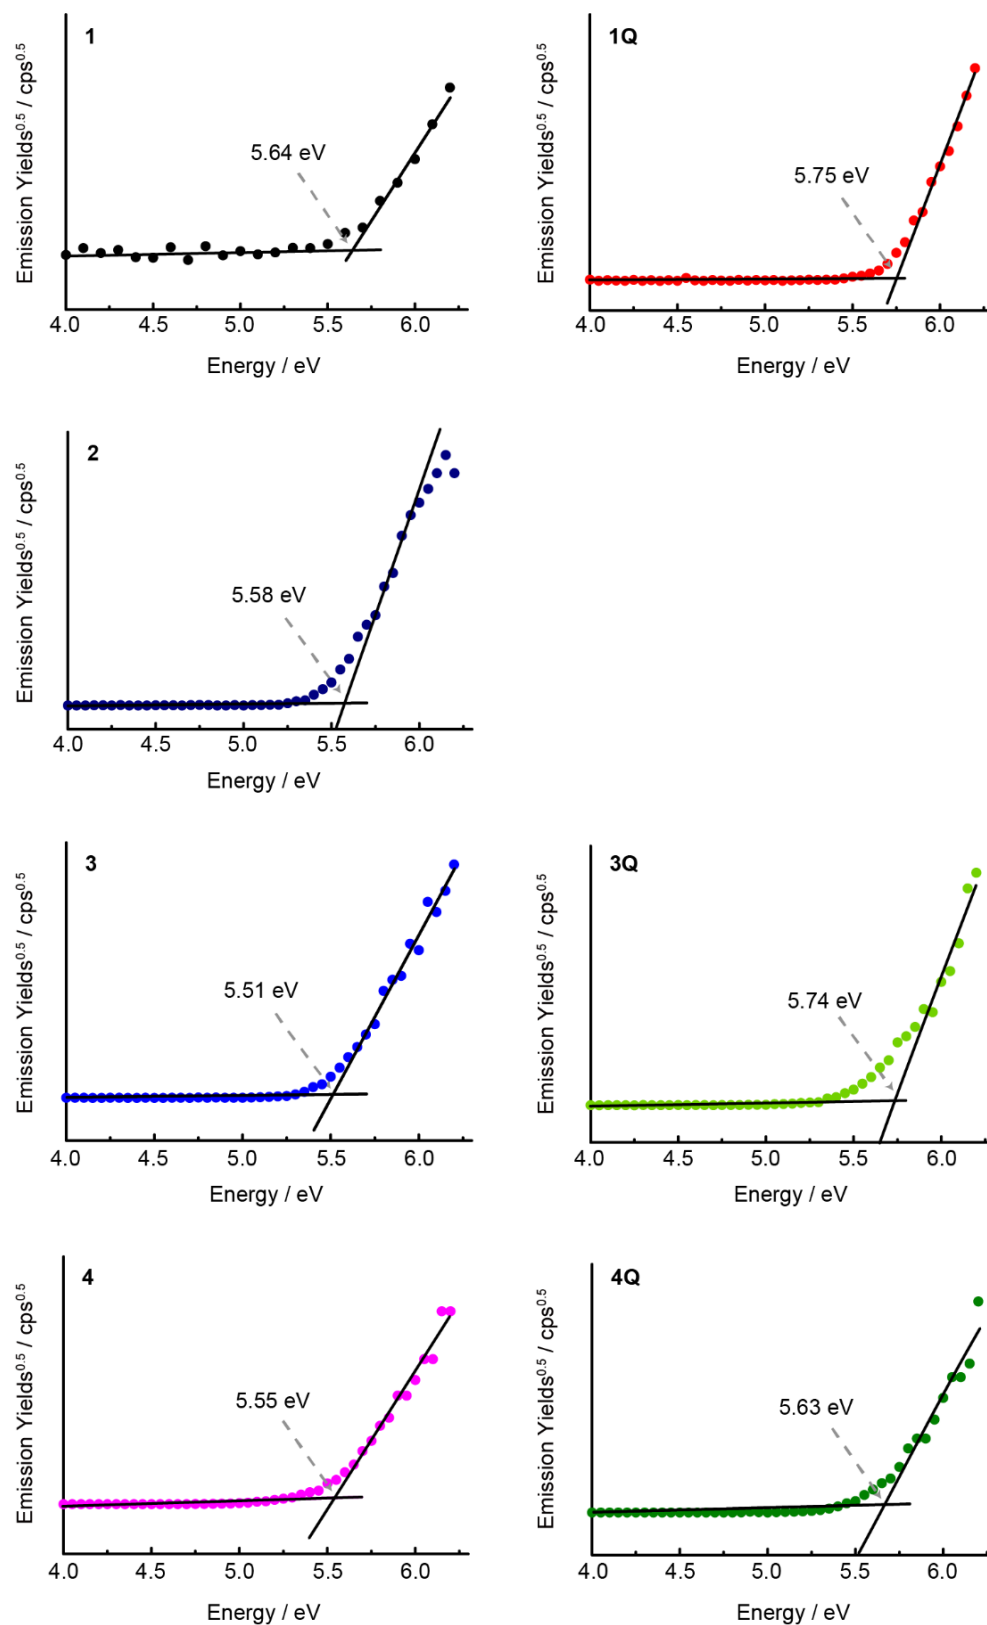 1
Emission Yields^0.5 / cps^0.5
5.64 eV
4.0 4.5 5.0 5.5 6.0
Energy / eV
1Q
Emission Yields^0.5 / cps^0.5
5.75 eV
4.0 4.5 5.0 5.5 6.0
Energy / eV
2
Emission Yields^0.5 / cps^0.5
5.58 eV
4.0 4.5 5.0 5.5 6.0
Energy / eV
3
Emission Yields^0.5 / cps^0.5
5.51 eV
4.0 4.5 5.0 5.5 6.0
Energy / eV
3Q
Emission Yields^0.5 / cps^0.5
5.74 eV
4.0 4.5 5.0 5.5 6.0
Energy / eV
4
Emission Yields^0.5 / cps^0.5
5.55 eV
4.0 4.5 5.0 5.5 6.0
Energy / eV
4Q
Emission Yields^0.5 / cps^0.5
5.63 eV
4.0 4.5 5.0 5.5 6.0
Energy / eV